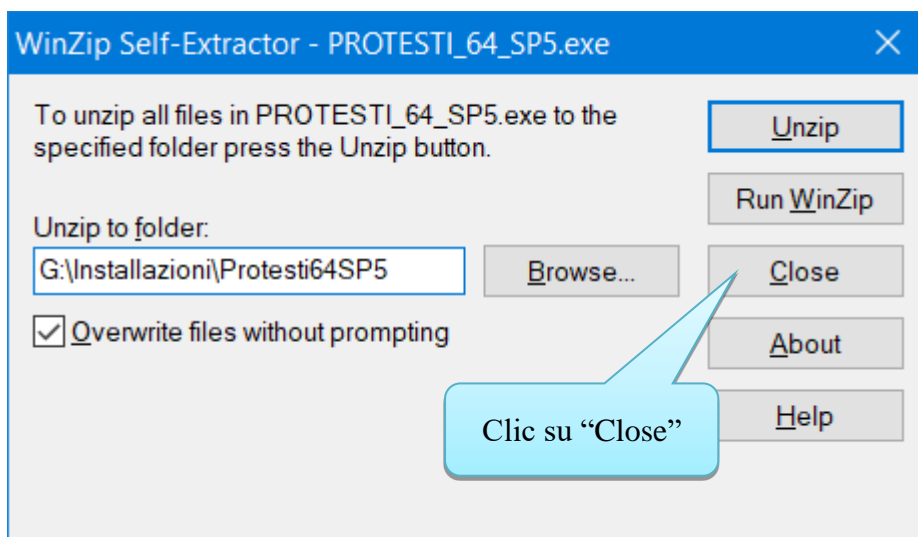 WinZip Self-Extractor - PROTESTI_64_SP5.exe
To unzip all files in PROTESTI_64_SP5.exe to the
specified folder press the Unzip button.
Unzip
Run WinZip
Unzip to folder:
G:\Installazioni\Protesti64SP5
Browse...
Close
Overwrite files without prompting
About
Clic su “Close”
Help